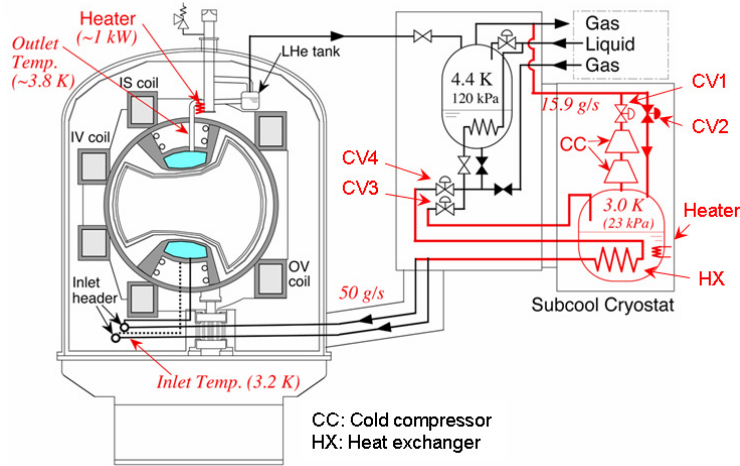 Heater
(~1 kW)
Outlet
Temp.
(~3.8 K)
LHe tank
IS coil
IV coil
OV
coil
Inlet
header
Inlet Temp. (3.2 K)
50 g/s
4.4 K
120 kPa
Gas
Liquid
Gas
15.9 g/s
CV1
CV2
CC
CV4
CV3
3.0 K
(23 kPa)
Heater
HX
Subcool Cryostat
CC: Cold compressor
HX: Heat exchanger